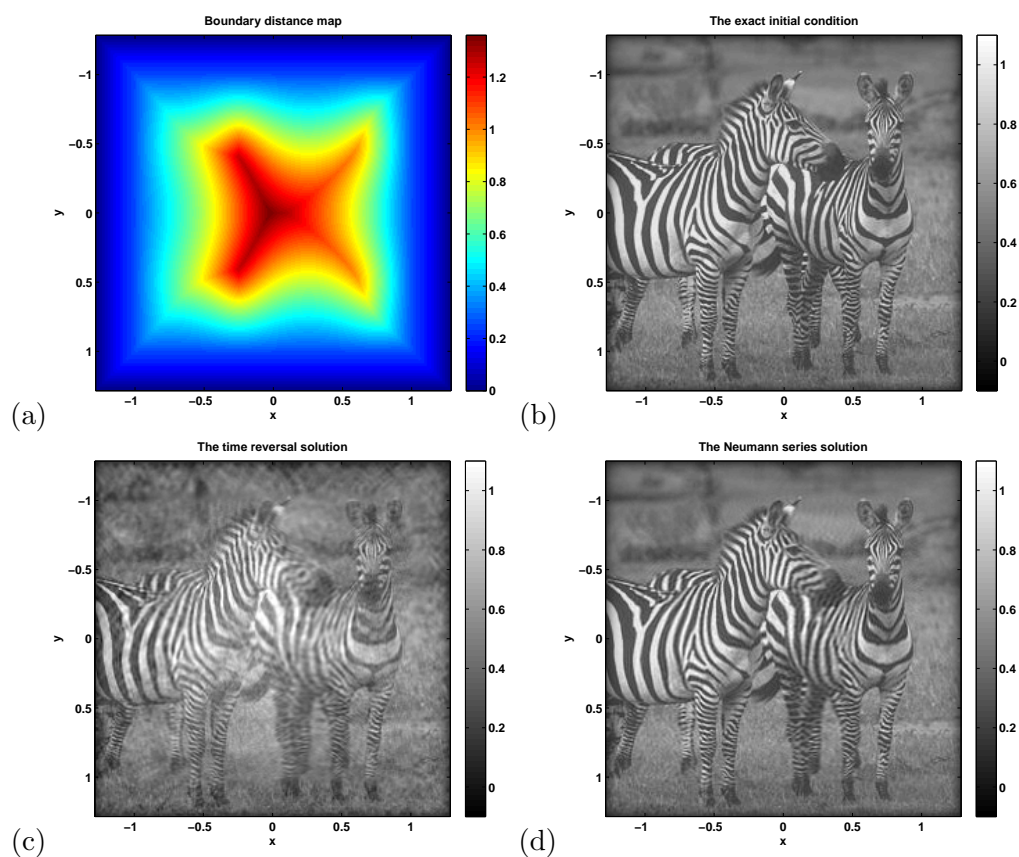 Boundary distance map
−1
−0.5
0
0.5
1
y
−1 −0.5 0 0.5 1
x
1.2
1
0.8
0.6
0.4
0.2
0
(a)
The exact initial condition
−1
−0.5
0
0.5
1
y
−1 −0.5 0 0.5 1
x
1
0.8
0.6
0.4
0.2
0
(b)
The time reversal solution
−1
−0.5
0
0.5
1
y
−1 −0.5 0 0.5 1
x
1
0.8
0.6
0.4
0.2
0
(c)
The Neumann series solution
−1
−0.5
0
0.5
1
y
−1 −0.5 0 0.5 1
x
1
0.8
0.6
0.4
0.2
0
(d)